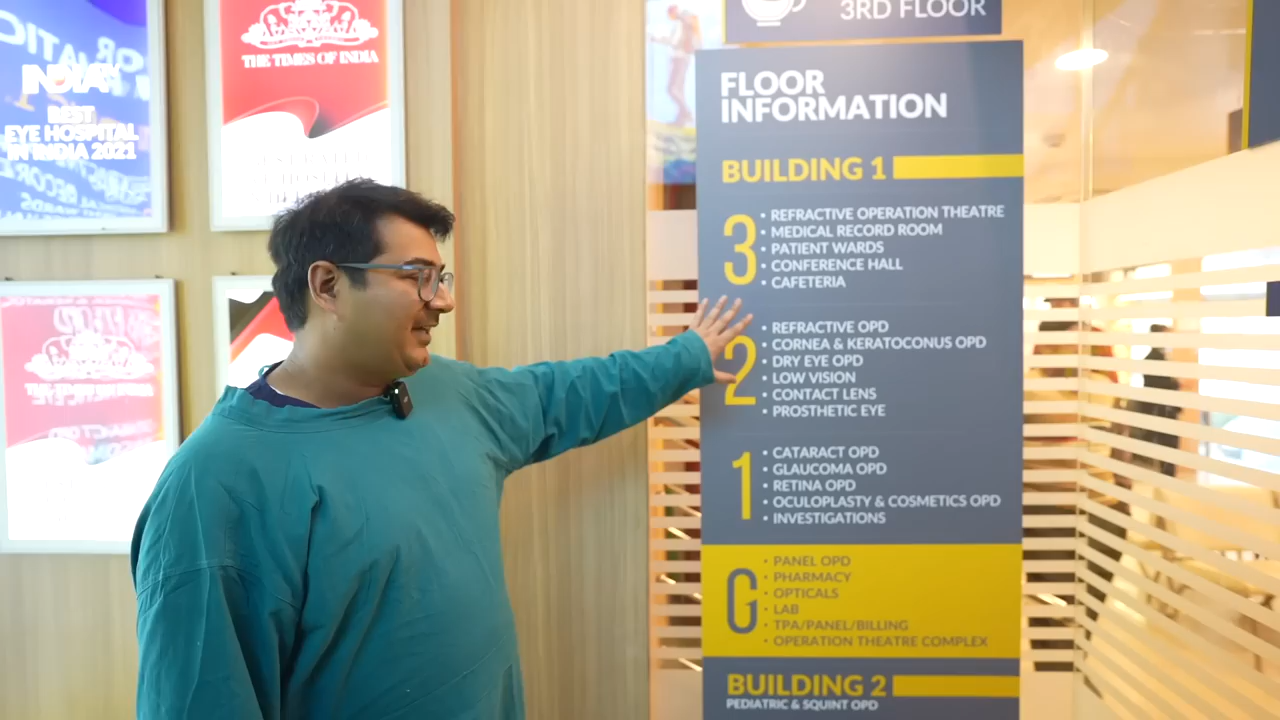 INDIA
BEST
EYE HOSPITAL
IN INDIA 2021
THE TIMES OF INDIA
3RD FLOOR
FLOOR
INFORMATION
BUILDING 1
3
• REFRACTIVE OPERATION THEATRE
• MEDICAL RECORD ROOM
• PATIENT WARDS
• CONFERENCE HALL
• CAFETERIA
2
• REFRACTIVE OPD
• CORNEA & KERATOCONUS OPD
• DRY EYE OPD
• LOW VISION
• CONTACT LENS
• PROSTHETIC EYE
1
• CATARACT OPD
• GLAUCOMA OPD
• RETINA OPD
• OCULOPLASTY & COSMETICS OPD
• INVESTIGATIONS
G
• PANEL OPD
• PHARMACY
• OPTICALS
• LAB
• TPA/PANEL/BILLING
• OPERATION THEATRE COMPLEX
BUILDING 2
PEDIATRIC & SQUINT OPD